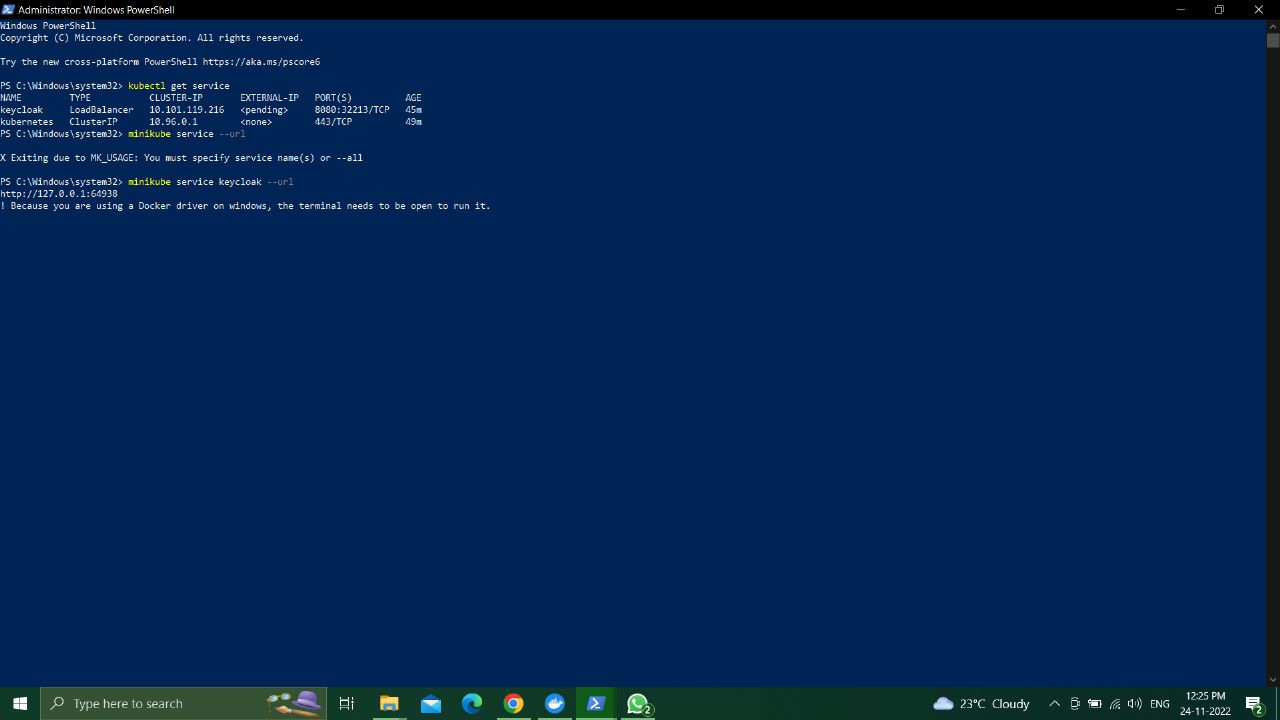 Administrator: Windows PowerShell
Windows PowerShell
Copyright (C) Microsoft Corporation. All rights reserved.
Try the new cross-platform PowerShell https://aka.ms/pscore6
PS C:\Windows\system32> kubectl get service
NAME TYPE CLUSTER-IP EXTERNAL-IP PORT(S) AGE
keycloak LoadBalancer 10.101.119.216 <pending> 8080:32213/TCP 45m
kubernetes ClusterIP 10.96.0.1 <none> 443/TCP 49m
PS C:\Windows\system32> minikube service --url
X Exiting due to MK_USAGE: You must specify service name(s) or --all
PS C:\Windows\system32> minikube service keycloak --url
http://127.0.0.1:64938
! Because you are using a Docker driver on windows, the terminal needs to be open to run it.
Type here to search
2
23°C Cloudy
ENG
12:25 PM
24-11-2022
2